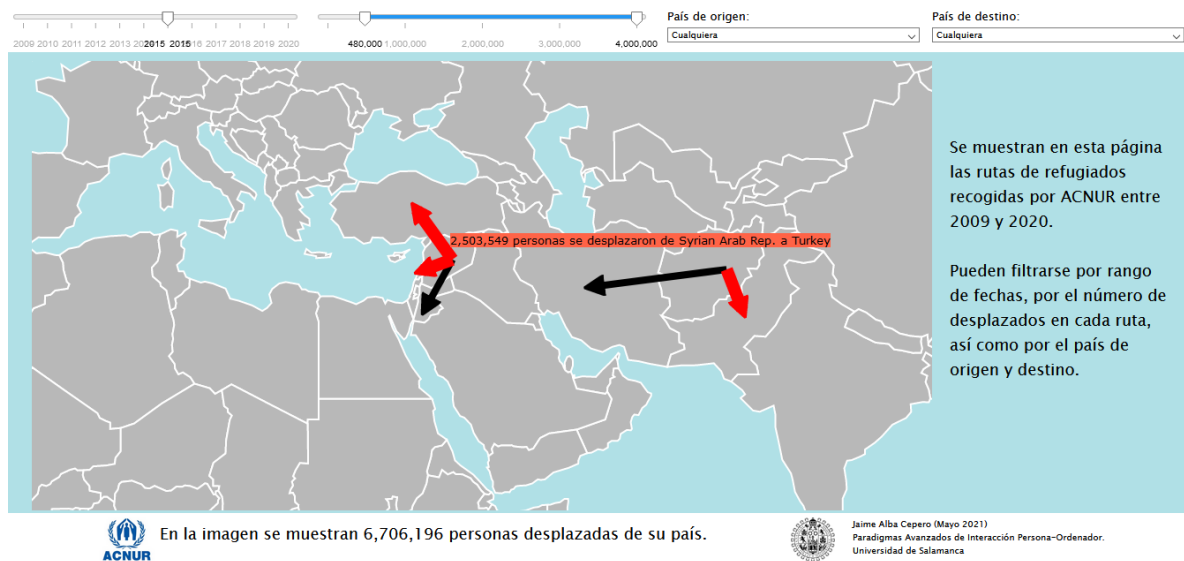 País de origen:
País de destino:
Cualquiera
Cualquiera
2009 2010 2011 2012 2013 2015 2015 2017 2018 2019 2020
480,000 1,000,000 2,000,000 3,000,000 4,000,000
2,503,549 personas se desplazaron de Syrian Arab Rep. a Turkey
Se muestran en esta página
las rutas de refugiados
recogidas por ACNUR entre
2009 y 2020.
Pueden filtrarse por rango
de fechas, por el número de
desplazados en cada ruta,
así como por el país de
origen y destino.
ACNUR
En la imagen se muestran 6,706,196 personas desplazadas de su país.
Jaime Alba Cepero (Mayo 2021)
Paradigmas Avanzados de Interacción Persona-Ordenador.
Universidad de Salamanca